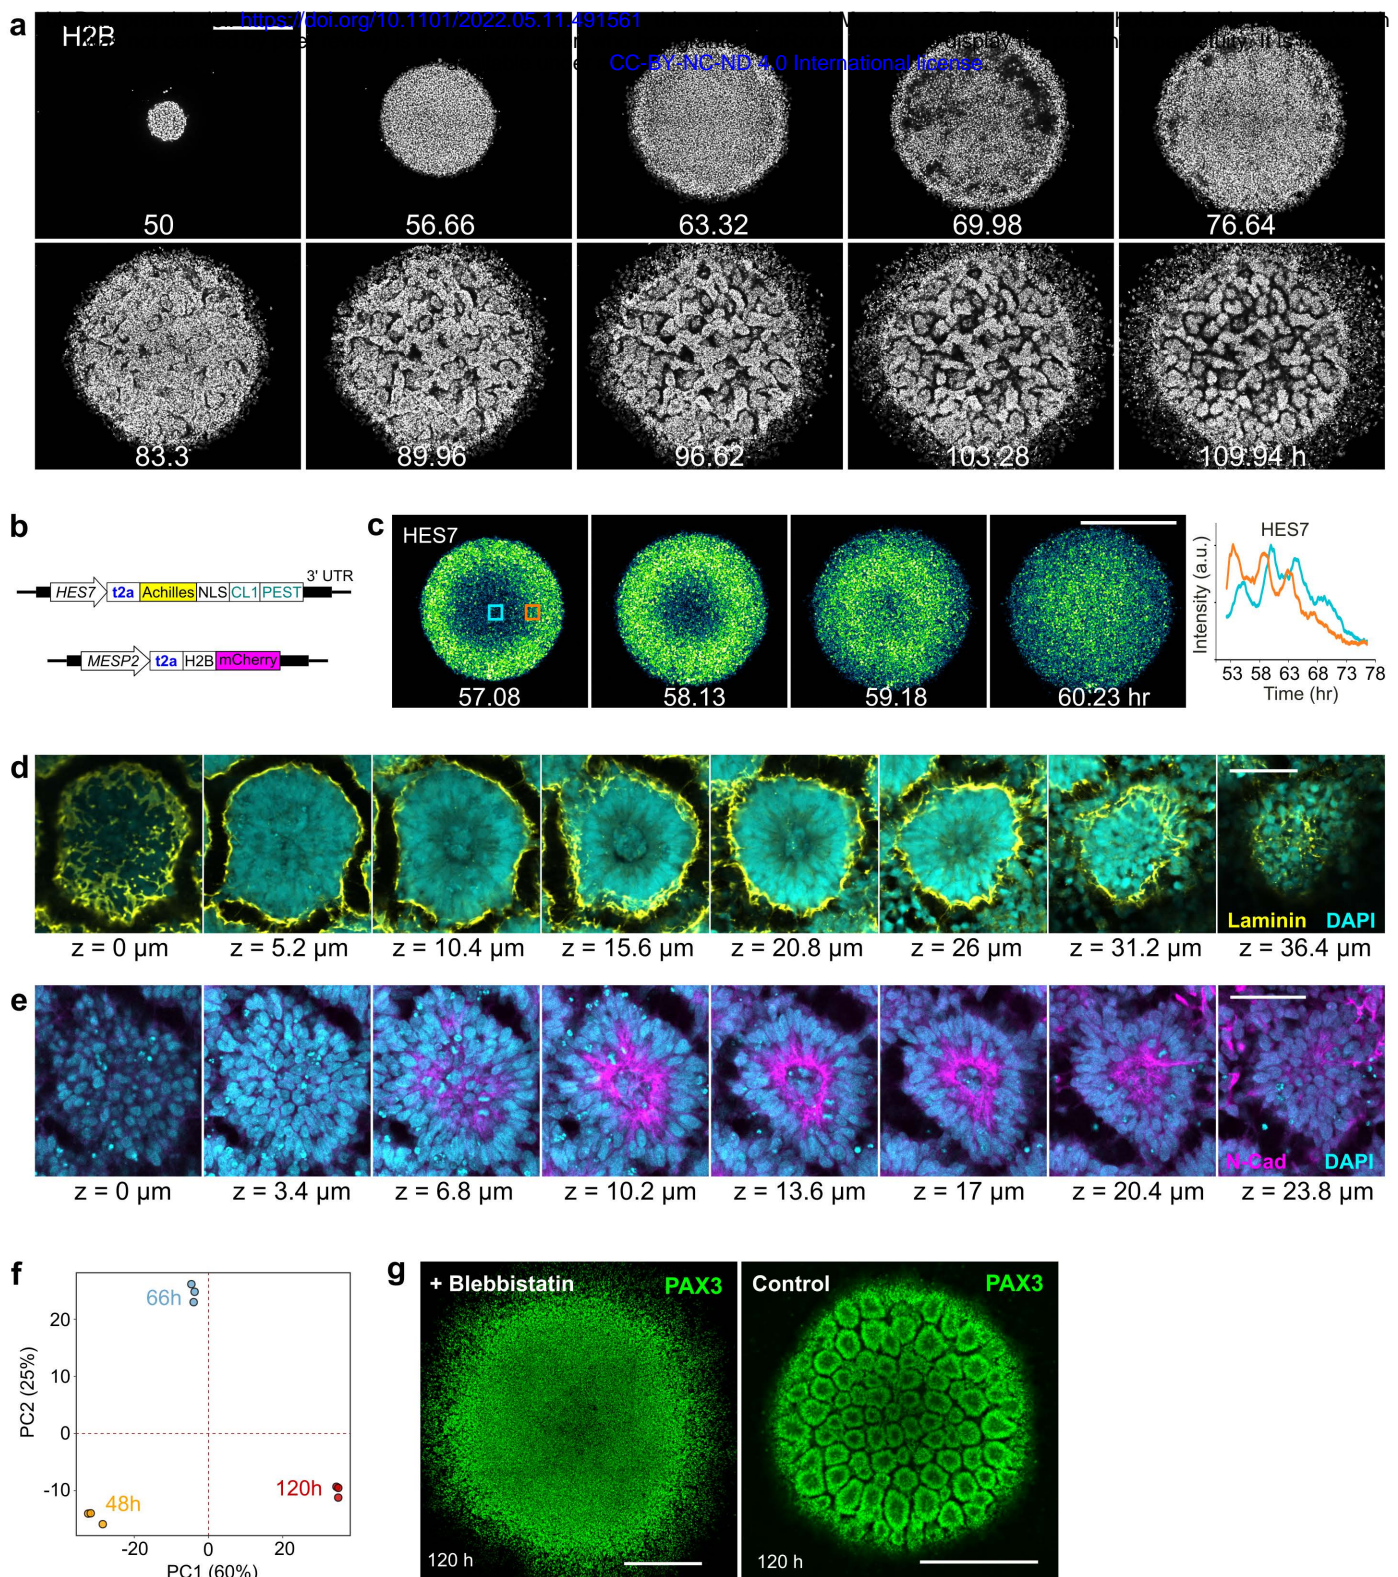 a
https://doi.org/10.1101/2022.05.11.491561
H2B
display
CC-BY-NC-ND 4.0 International license
50
56.66
63.32
69.98
76.64
83.3
89.96
96.62
103.28
109.94 h
b
HES7 t2a Achilles NLS CL1 PEST
3' UTR
MESP2 t2a H2B mCherry
c
HES7
57.08
58.13
59.18
60.23 hr
HES7
Intensity (a.u.)
53 58 63 68 73 78
Time (hr)
d
Laminin DAPI
z = 0 µm
z = 5.2 µm
z = 10.4 µm
z = 15.6 µm
z = 20.8 µm
z = 26 µm
z = 31.2 µm
z = 36.4 µm
e
N-Cad DAPI
z = 0 µm
z = 3.4 µm
z = 6.8 µm
z = 10.2 µm
z = 13.6 µm
z = 17 µm
z = 20.4 µm
z = 23.8 µm
f
66h
48h
120h
20
10
0
-10
PC2 (25%)
-20 0 20
PC1 (60%)
g
+ Blebbistatin PAX3
120 h
Control PAX3
120 h